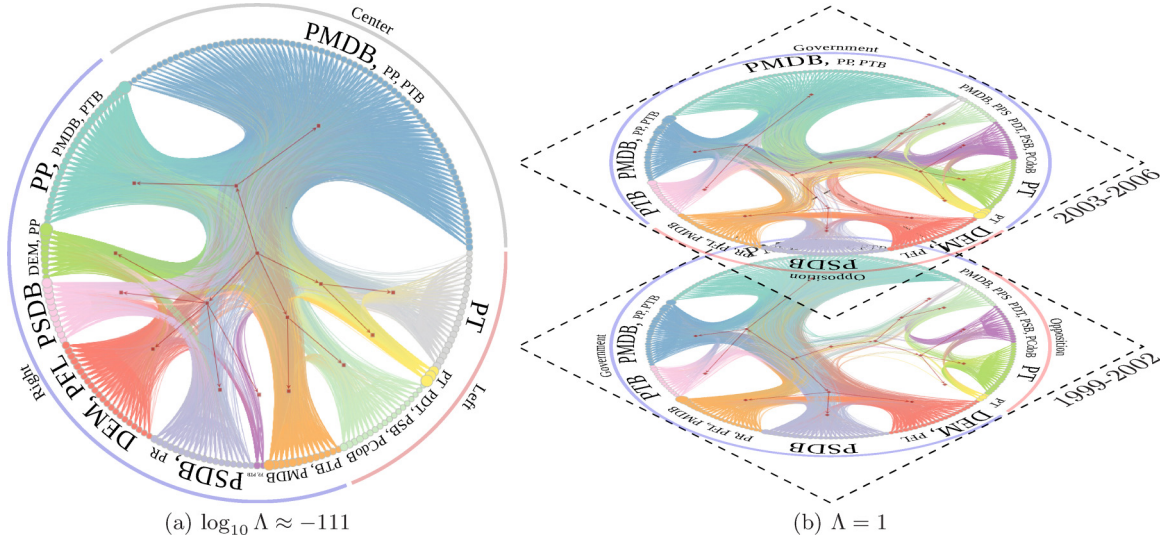 Center
PMDB, PP, PTB
PP, PMDB, PTB
DEM, PP
PSDB
DEM, PFL
Right
PSDB, PR
PP, PTB
PTB, PMDB
PDT, PSB, PCdoB
PT
PT
Left
(a) log10 Λ ≈ −111
Government
PMDB, PP, PTB
PMDB, PPS
PDT, PSB, PCdoB
PMDB, PP, PTB
PT
PTB
PT
PR, PFL, PMDB
DEM, PFL
PSDB
Opposition
2003-2006
PMDB, PPS
PDT, PSB, PCdoB
Opposition
Government
PMDB, PP, PTB
PT
PTB
PT
PR, PFL, PMDB
DEM, PFL
PSDB
1999-2002
(b) Λ = 1